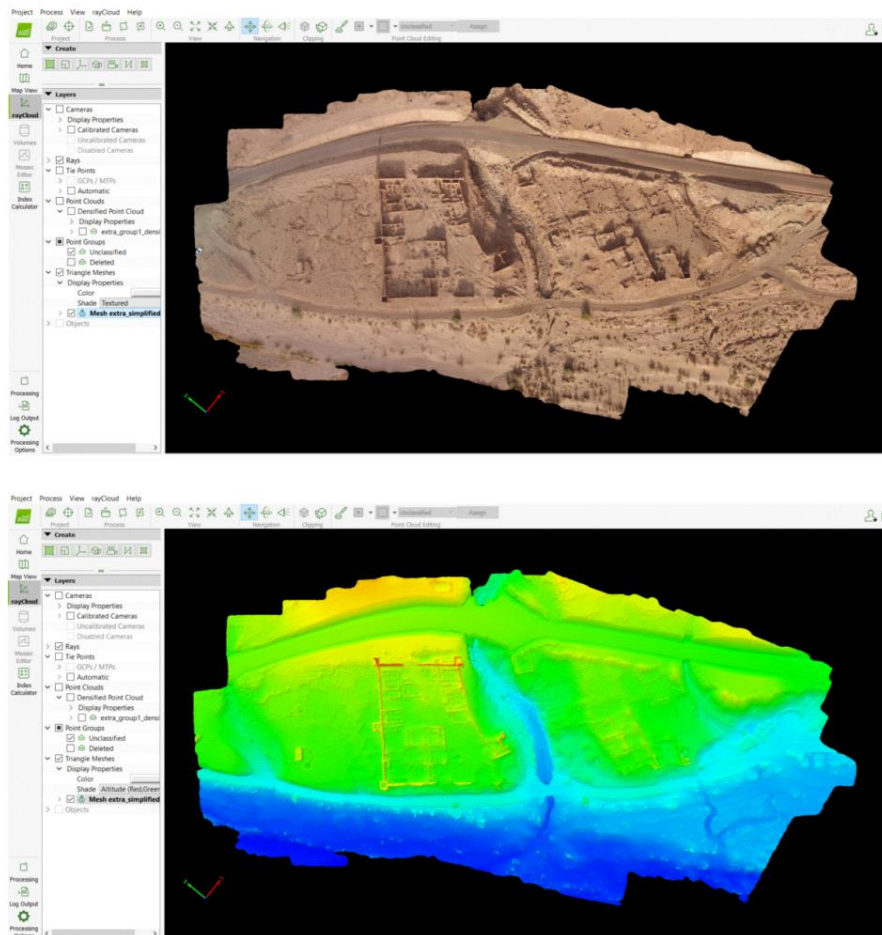 Project Process View rayCloud Help
Project Process View Navigation Clipping Point Cloud Editing
Unclassified Assign
Create
Home
Map View
rayCloud
Volumes
Mosaic Editor
Index Calculator
Layers
Cameras
Display Properties
Calibrated Cameras
Uncalibrated Cameras
Disabled Cameras
Rays
Tie Points
GCPs / MTPs
Automatic
Point Clouds
Densified Point Cloud
Display Properties
extra_group1_densi
Point Groups
Unclassified
Deleted
Triangle Meshes
Display Properties
Color
Shade Textured
Mesh extra_simplified
Objects
Processing
Log Output
Processing Options
Project Process View rayCloud Help
Project Process View Navigation Clipping Point Cloud Editing
Unclassified Assign
Create
Home
Map View
rayCloud
Volumes
Mosaic Editor
Index Calculator
Layers
Cameras
Display Properties
Calibrated Cameras
Uncalibrated Cameras
Disabled Cameras
Rays
Tie Points
GCPs / MTPs
Automatic
Point Clouds
Densified Point Cloud
Display Properties
extra_group1_densi
Point Groups
Unclassified
Deleted
Triangle Meshes
Display Properties
Color
Shade Altitude (Red,Green
Mesh extra_simplified
Objects
Processing
Log Output
Processing